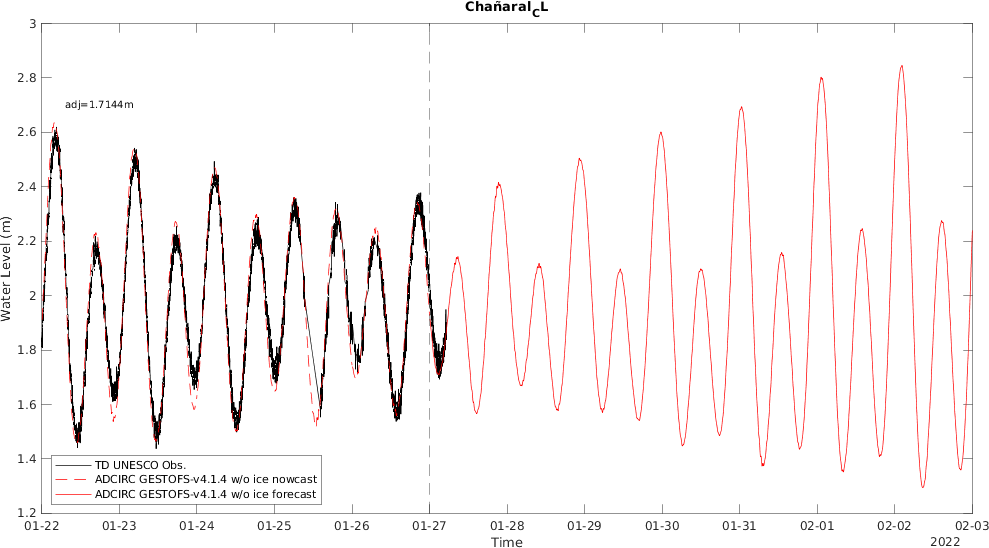 Chañaral_CL
adj=1.7144m
Water Level (m)
3
2.8
2.6
2.4
2.2
2
1.8
1.6
1.4
1.2
TD UNESCO Obs.
ADCIRC GESTOFS-v4.1.4 w/o ice nowcast
ADCIRC GESTOFS-v4.1.4 w/o ice forecast
01-22 01-23 01-24 01-25 01-26 01-27 01-28 01-29 01-30 01-31 02-01 02-02 02-03
Time
2022